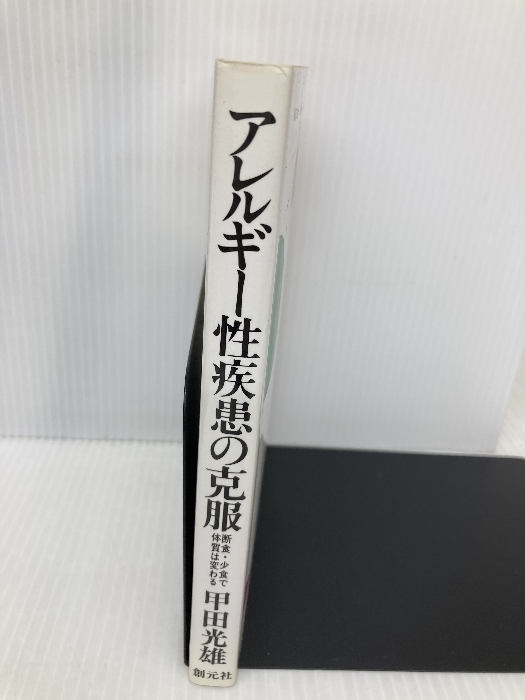 アレルギー性疾患の克服
断食・少食で
体質は変わる
甲田光雄
創元社